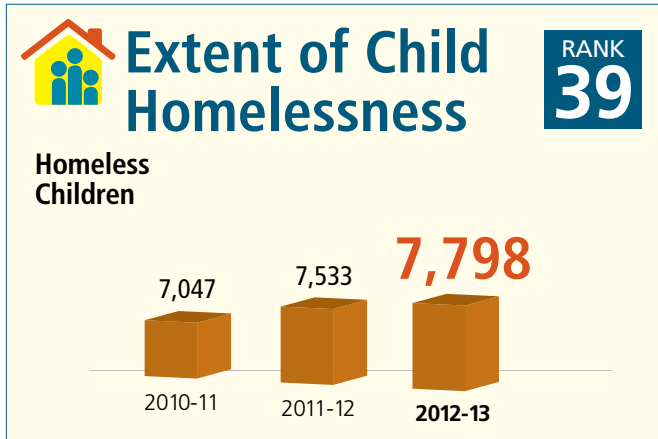 Extent of Child
Homelessness
RANK
39
Homeless
Children
7,047
7,533
7,798
2010-11
2011-12
2012-13